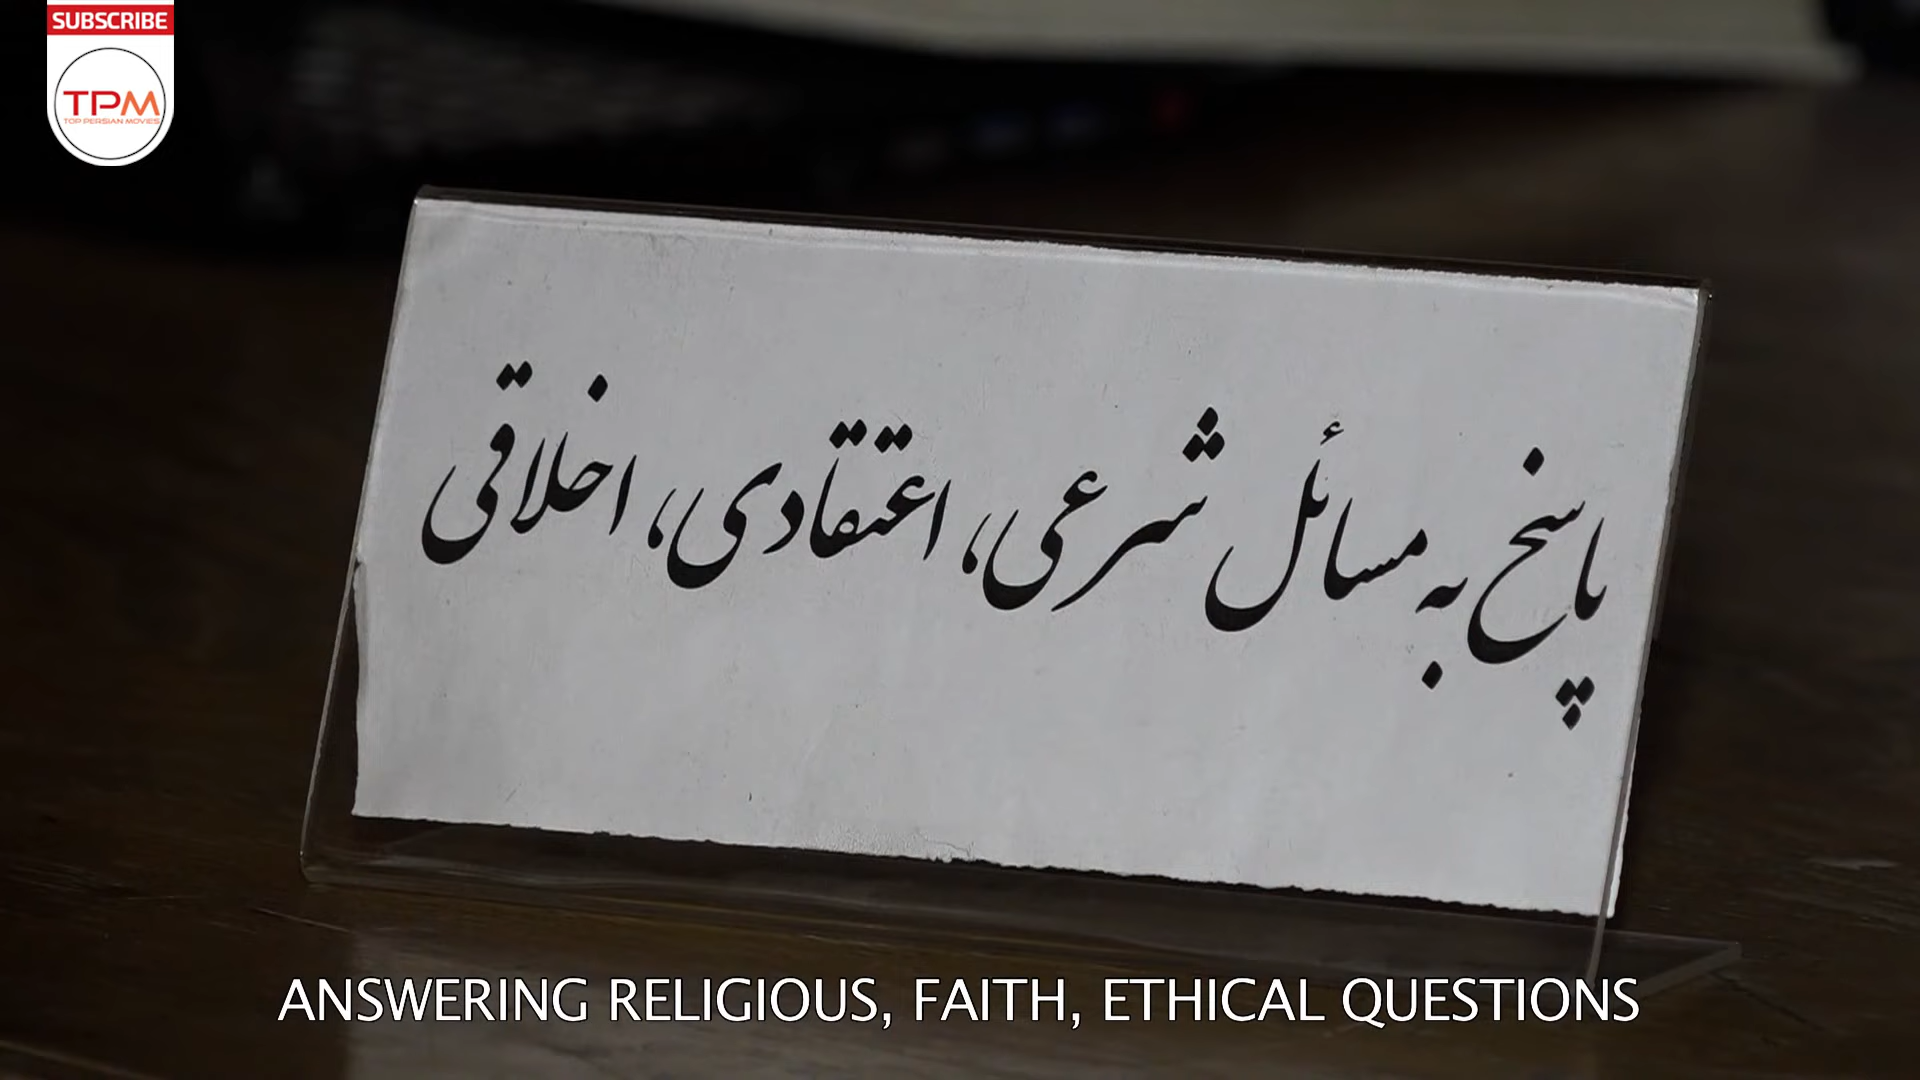 SUBSCRIBE
TPM
TOP PERSIAN MOVIES
پاسخ به مسائل شرعی، اعتقادی، اخلاقی
ANSWERING RELIGIOUS, FAITH, ETHICAL QUESTIONS